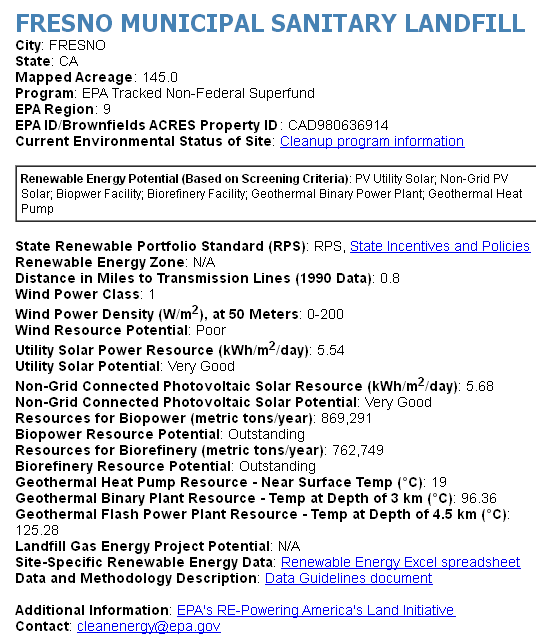 FRESNO MUNICIPAL SANITARY LANDFILL
City: FRESNO
State: CA
Mapped Acreage: 145.0
Program: EPA Tracked Non-Federal Superfund
EPA Region: 9
EPA ID/Brownfields ACRES Property ID: CAD980636914
Current Environmental Status of Site: Cleanup program information
Renewable Energy Potential (Based on Screening Criteria): PV Utility Solar; Non-Grid PV
Solar; Biopwer Facility; Biorefinery Facility; Geothermal Binary Power Plant; Geothermal Heat
Pump
State Renewable Portfolio Standard (RPS): RPS, State Incentives and Policies
Renewable Energy Zone: N/A
Distance in Miles to Transmission Lines (1990 Data): 0.8
Wind Power Class: 1
Wind Power Density (W/m²), at 50 Meters: 0-200
Wind Resource Potential: Poor
Utility Solar Power Resource (kWh/m²/day): 5.54
Utility Solar Potential: Very Good
Non-Grid Connected Photovoltaic Solar Resource (kWh/m²/day): 5.68
Non-Grid Connected Photovoltaic Solar Potential: Very Good
Resources for Biopower (metric tons/year): 869,291
Biopower Resource Potential: Outstanding
Resources for Biorefinery (metric tons/year): 762,749
Biorefinery Resource Potential: Outstanding
Geothermal Heat Pump Resource - Near Surface Temp (°C): 19
Geothermal Binary Plant Resource - Temp at Depth of 3 km (°C): 96.36
Geothermal Flash Power Plant Resource - Temp at Depth of 4.5 km (°C):
125.28
Landfill Gas Energy Project Potential: N/A
Site-Specific Renewable Energy Data: Renewable Energy Excel spreadsheet
Data and Methodology Description: Data Guidelines document
Additional Information: EPA's RE-Powering America's Land Initiative
Contact: cleanenergy@epa.gov